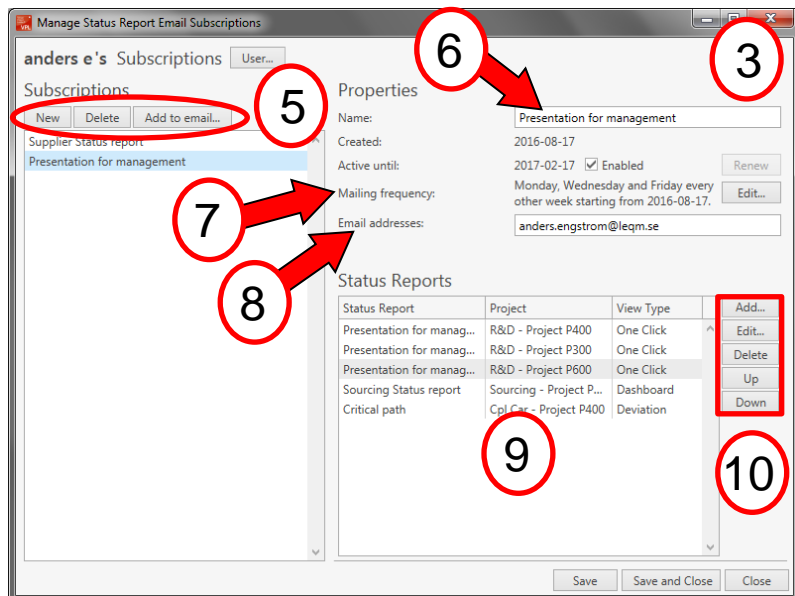 Manage Status Report Email Subscriptions
anders e's Subscriptions User...
Subscriptions
New Delete Add to email...
Supplier Status report
Presentation for management
Properties
Name: Presentation for management
Created: 2016-08-17
Active until: 2017-02-17 Enabled Renew
Mailing frequency: Monday, Wednesday and Friday every
other week starting from 2016-08-17.
Edit...
Email addresses: anders.engstrom@leqm.se
Status Reports
Status Report Project View Type
Presentation for manag... R&D - Project P400 One Click
Presentation for manag... R&D - Project P300 One Click
Presentation for manag... R&D - Project P600 One Click
Sourcing Status report Sourcing - Project P... Dashboard
Critical path Cpl Car - Project P400 Deviation
Add...
Edit...
Delete
Up
Down
Save Save and Close Close
3
5
6
7
8
9
10